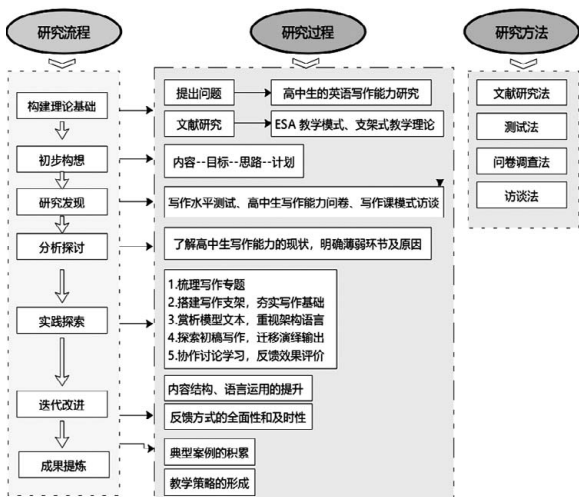 研究流程
研究过程
研究方法
构建理论基础
初步构想
研究发现
分析探讨
实践探索
迭代改进
成果提炼
提出问题
高中生的英语写作能力研究
文献研究
ESA 教学模式、支架式教学理论
内容--目标--思路--计划
写作水平测试、高中生写作能力问卷、写作课模式访谈
了解高中生写作能力的现状，明确薄弱环节及原因
1.梳理写作专题
2.搭建写作支架，夯实写作基础
3.赏析模型文本，重视架构语言
4.探索初稿写作，迁移演绎输出
5.协作讨论学习，反馈效果评价
内容结构、语言运用的提升
反馈方式的全面性和及时性
典型案例的积累
教学策略的形成
文献研究法
测试法
问卷调查法
访谈法